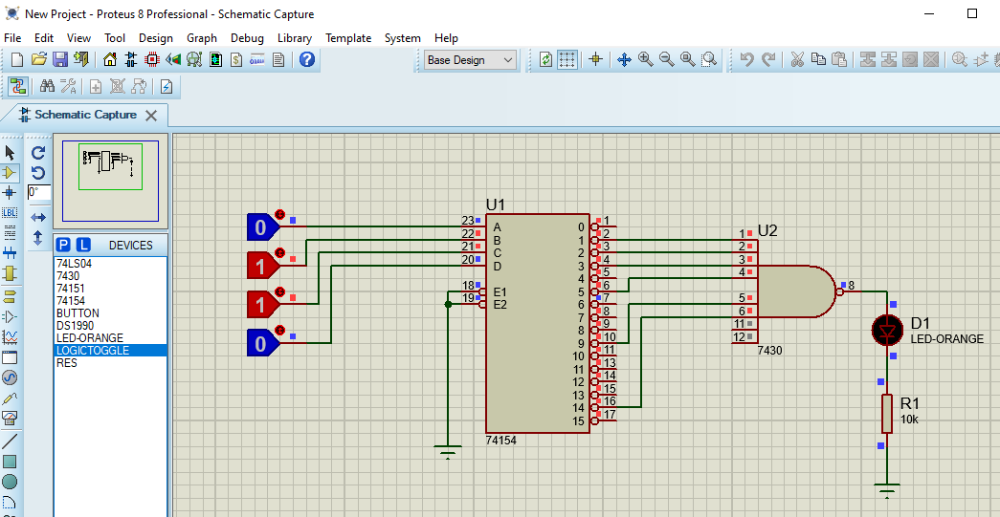 New Project - Proteus 8 Professional - Schematic Capture
File Edit View Tool Design Graph Debug Library Template System Help
Base Design
Schematic Capture
0°
P L DEVICES
74LS04
7430
74151
74154
BUTTON
DS1990
LED-ORANGE
LOGICTOGGLE
RES
LBL
0
1
1
0
U1
23 A
22 B
21 C
20 D
18 E1
19 E2
0 1
1 2
2 3
3 4
4 5
5 6
6 7
7 8
8 9
9 10
10 11
11 13
12 14
13 15
14 16
15 17
74154
U2
1
2
3
4
5
6
11
12
8
7430
D1
LED-ORANGE
R1
10k